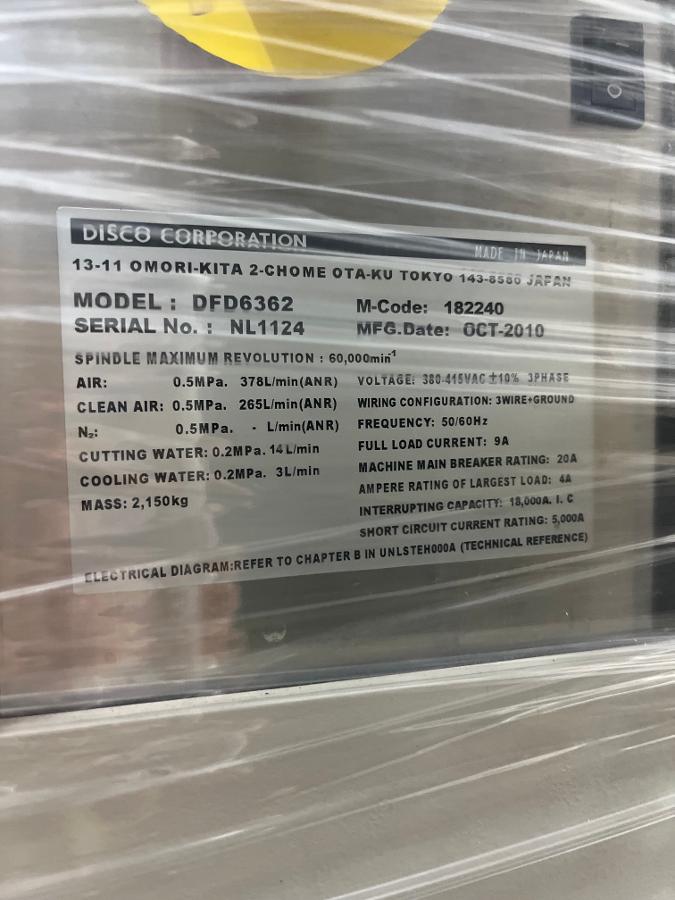 DISCO CORPORATION MADE IN JAPAN
13-11 OMORI-KITA 2-CHOME OTA-KU TOKYO 143-8580 JAPAN
MODEL : DFD6362 M-Code: 182240
SERIAL No. : NL1124 MFG.Date: OCT-2010
SPINDLE MAXIMUM REVOLUTION : 60,000min⁻¹
AIR: 0.5MPa. 378L/min(ANR) VOLTAGE: 380-415VAC ±10% 3PHASE
CLEAN AIR: 0.5MPa. 265L/min(ANR) WIRING CONFIGURATION: 3WIRE+GROUND
N₂: 0.5MPa. - L/min(ANR) FREQUENCY: 50/60Hz
CUTTING WATER: 0.2MPa. 14 L/min FULL LOAD CURRENT: 9A
COOLING WATER: 0.2MPa. 3L/min MACHINE MAIN BREAKER RATING: 20A
MASS: 2,150kg AMPERE RATING OF LARGEST LOAD: 4A
INTERRUPTING CAPACITY: 18,000A. I. C
SHORT CIRCUIT CURRENT RATING: 5,000A
ELECTRICAL DIAGRAM:REFER TO CHAPTER B IN UNLSTEH000A (TECHNICAL REFERENCE)